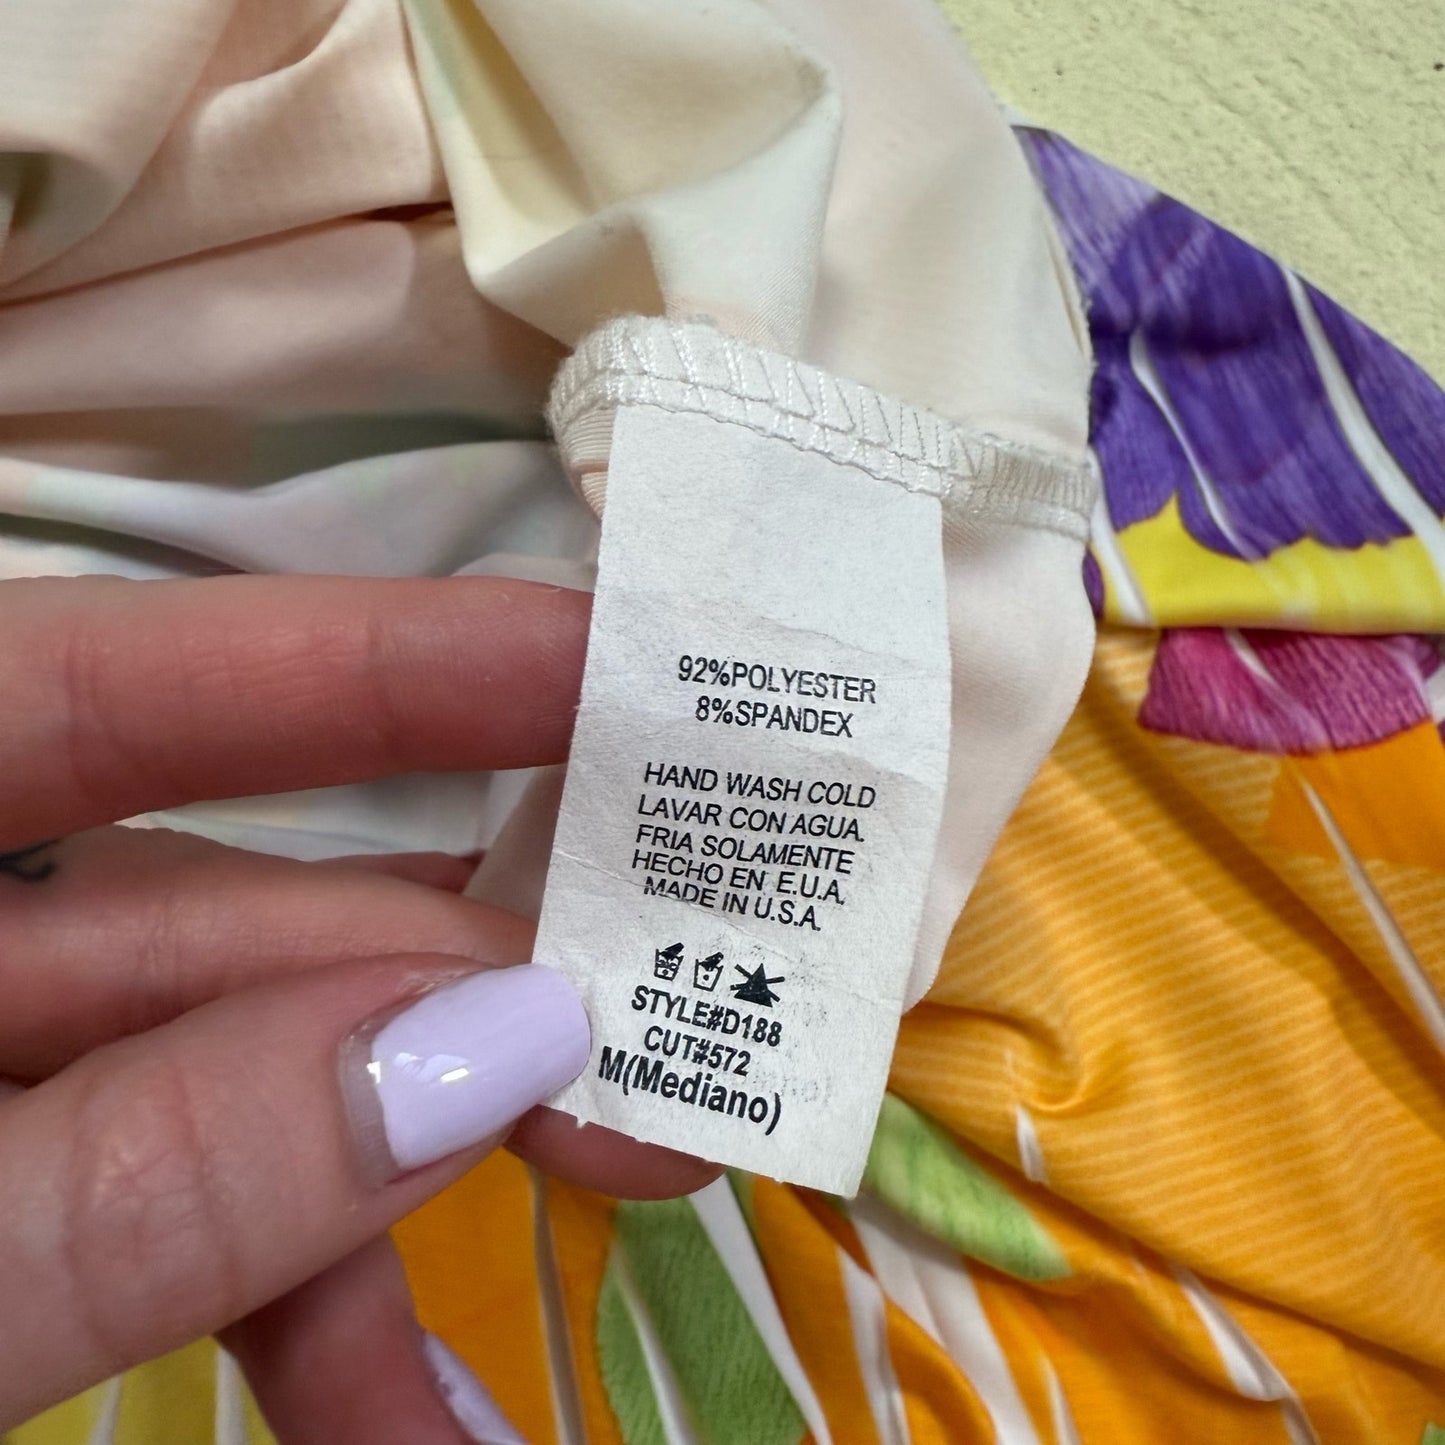 92%POLYESTER
8%SPANDEX
HAND WASH COLD
LAVAR CON AGUA.
FRIA SOLAMENTE
HECHO EN E.U.A.
MADE IN U.S.A.
STYLE#D188
CUT#572
M(Mediano)